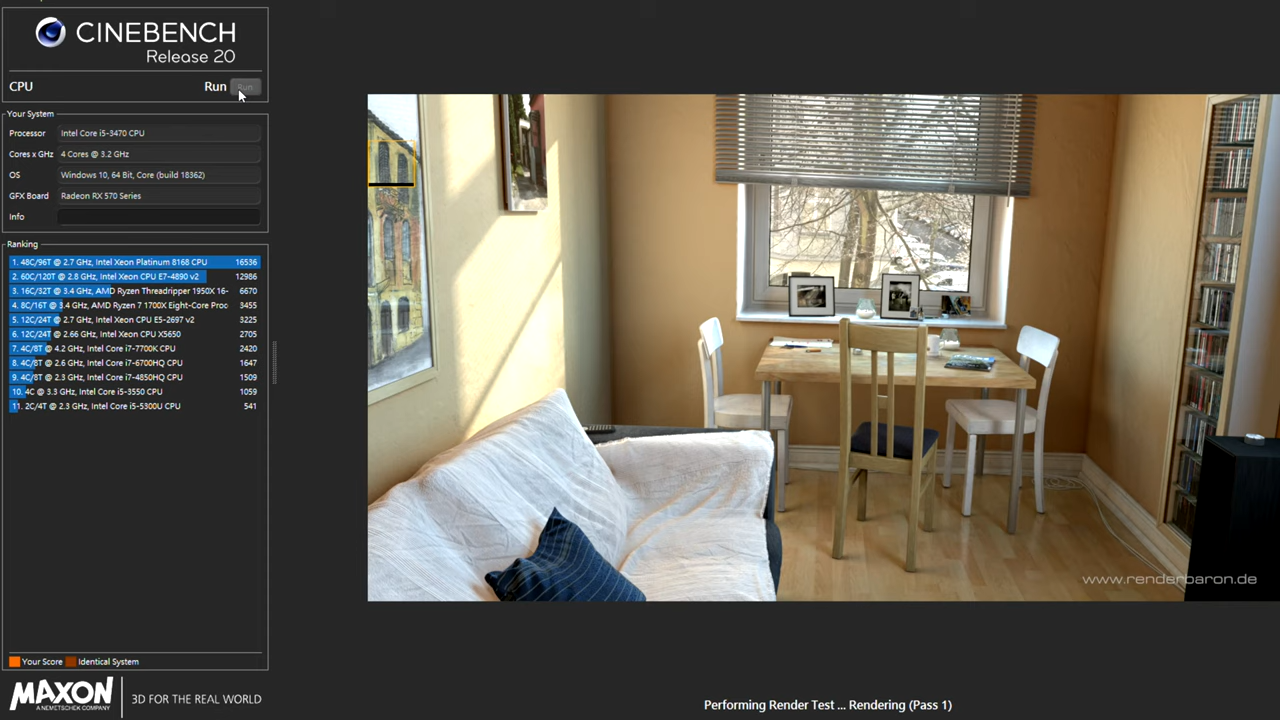 CINEBENCH
Release 20
CPU Run Run
Your System
Processor Intel Core i5-3470 CPU
Cores x GHz 4 Cores @ 3.2 GHz
OS Windows 10, 64 Bit, Core (build 18362)
GFX Board Radeon RX 570 Series
Info
Ranking
1. 48C/96T @ 2.7 GHz, Intel Xeon Platinum 8168 CPU 16536
2. 60C/120T @ 2.8 GHz, Intel Xeon CPU E7-4890 v2 12986
3. 16C/32T @ 3.4 GHz, AMD Ryzen Threadripper 1950X 16- 6670
4. 8C/16T @ 3.4 GHz, AMD Ryzen 7 1700X Eight-Core Proc 3455
5. 12C/24T @ 2.7 GHz, Intel Xeon CPU E5-2697 v2 3225
6. 12C/24T @ 2.66 GHz, Intel Xeon CPU X5650 2705
7. 4C/8T @ 4.2 GHz, Intel Core i7-7700K CPU 2420
8. 4C/8T @ 2.6 GHz, Intel Core i7-6700HQ CPU 1647
9. 4C/8T @ 2.3 GHz, Intel Core i7-4850HQ CPU 1509
10. 4C @ 3.3 GHz, Intel Core i5-3550 CPU 1059
11. 2C/4T @ 2.3 GHz, Intel Core i5-5300U CPU 541
www.renderbaron.de
Your Score Identical System
MAXON
A NEMETSCHEK COMPANY
3D FOR THE REAL WORLD
Performing Render Test ... Rendering (Pass 1)